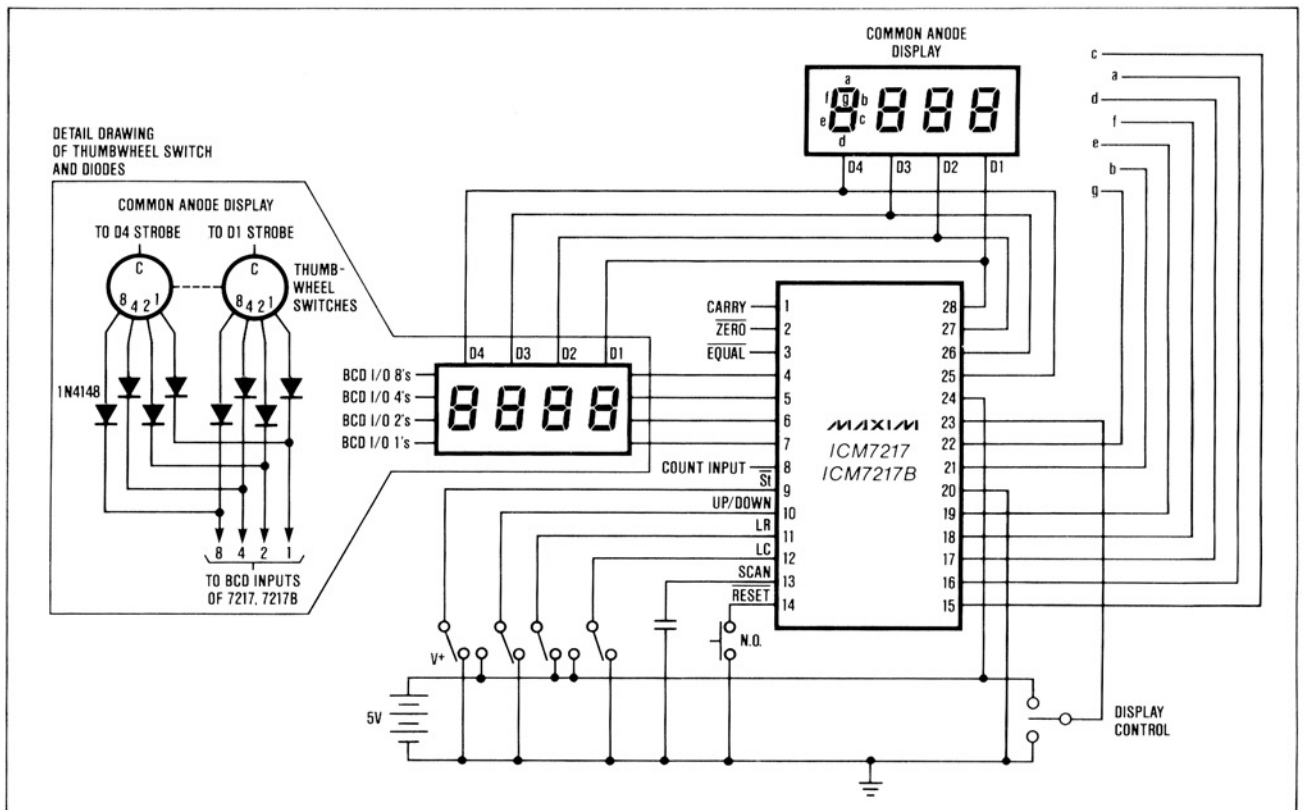 COMMON ANODE
DISPLAY
a
f g b
e c
d
D4 D3 D2 D1
c
a
d
f
e
b
g
DETAIL DRAWING
OF THUMBWHEEL SWITCH
AND DIODES
COMMON ANODE DISPLAY
TO D4 STROBE TO D1 STROBE
C C
THUMB-
WHEEL
SWITCHES
8 4 2 1 8 4 2 1
1N4148
8 4 2 1
TO BCD INPUTS
OF 7217, 7217B
D4 D3 D2 D1
BCD I/O 8's
BCD I/O 4's
BCD I/O 2's
BCD I/O 1's
8888
8888
CARRY 1
ZERO 2
EQUAL 3
4
5
6
7
COUNT INPUT 8
St 9
UP/DOWN 10
LR 11
LC 12
SCAN 13
RESET 14
MAXIM
ICM7217
ICM7217B
28
27
26
25
24
23
22
21
20
19
18
17
16
15
V+
N.O.
5V
DISPLAY
CONTROL